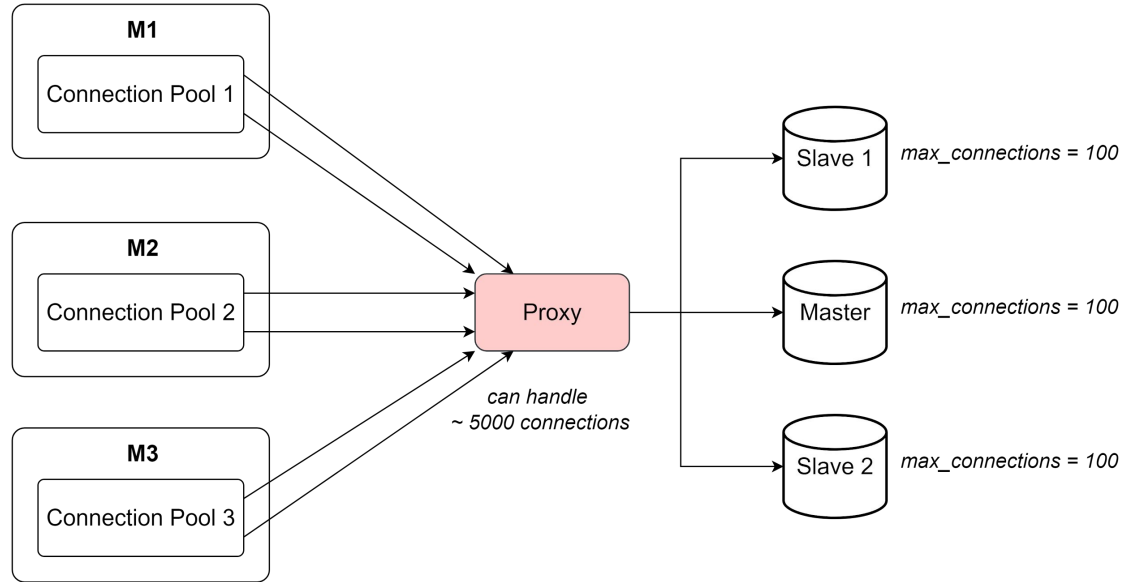 M1
Connection Pool 1
M2
Connection Pool 2
M3
Connection Pool 3
Proxy
can handle
~ 5000 connections
Slave 1
max_connections = 100
Master
max_connections = 100
Slave 2
max_connections = 100